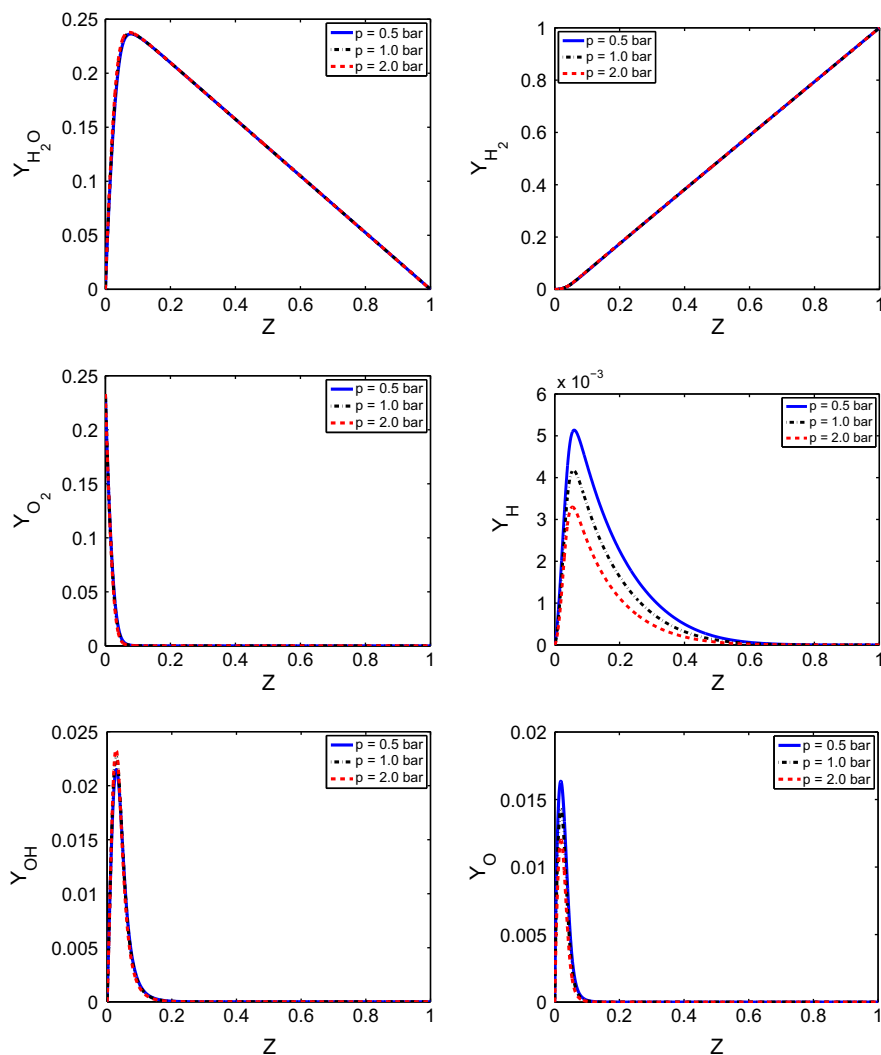 0.25
0.2
0.15
0.1
0.05
0
Y_{H_2O}
p = 0.5 bar
p = 1.0 bar
p = 2.0 bar
0 0.2 0.4 0.6 0.8 1
Z
1
0.8
0.6
0.4
0.2
0
Y_{H_2}
p = 0.5 bar
p = 1.0 bar
p = 2.0 bar
0 0.2 0.4 0.6 0.8 1
Z
0.25
0.2
0.15
0.1
0.05
0
Y_{O_2}
p = 0.5 bar
p = 1.0 bar
p = 2.0 bar
0 0.2 0.4 0.6 0.8 1
Z
x 10^{−3}
6
5
4
3
2
1
0
Y_H
p = 0.5 bar
p = 1.0 bar
p = 2.0 bar
0 0.2 0.4 0.6 0.8 1
Z
0.025
0.02
0.015
0.01
0.005
0
Y_{OH}
p = 0.5 bar
p = 1.0 bar
p = 2.0 bar
0 0.2 0.4 0.6 0.8 1
Z
0.02
0.015
0.01
0.005
0
Y_O
p = 0.5 bar
p = 1.0 bar
p = 2.0 bar
0 0.2 0.4 0.6 0.8 1
Z